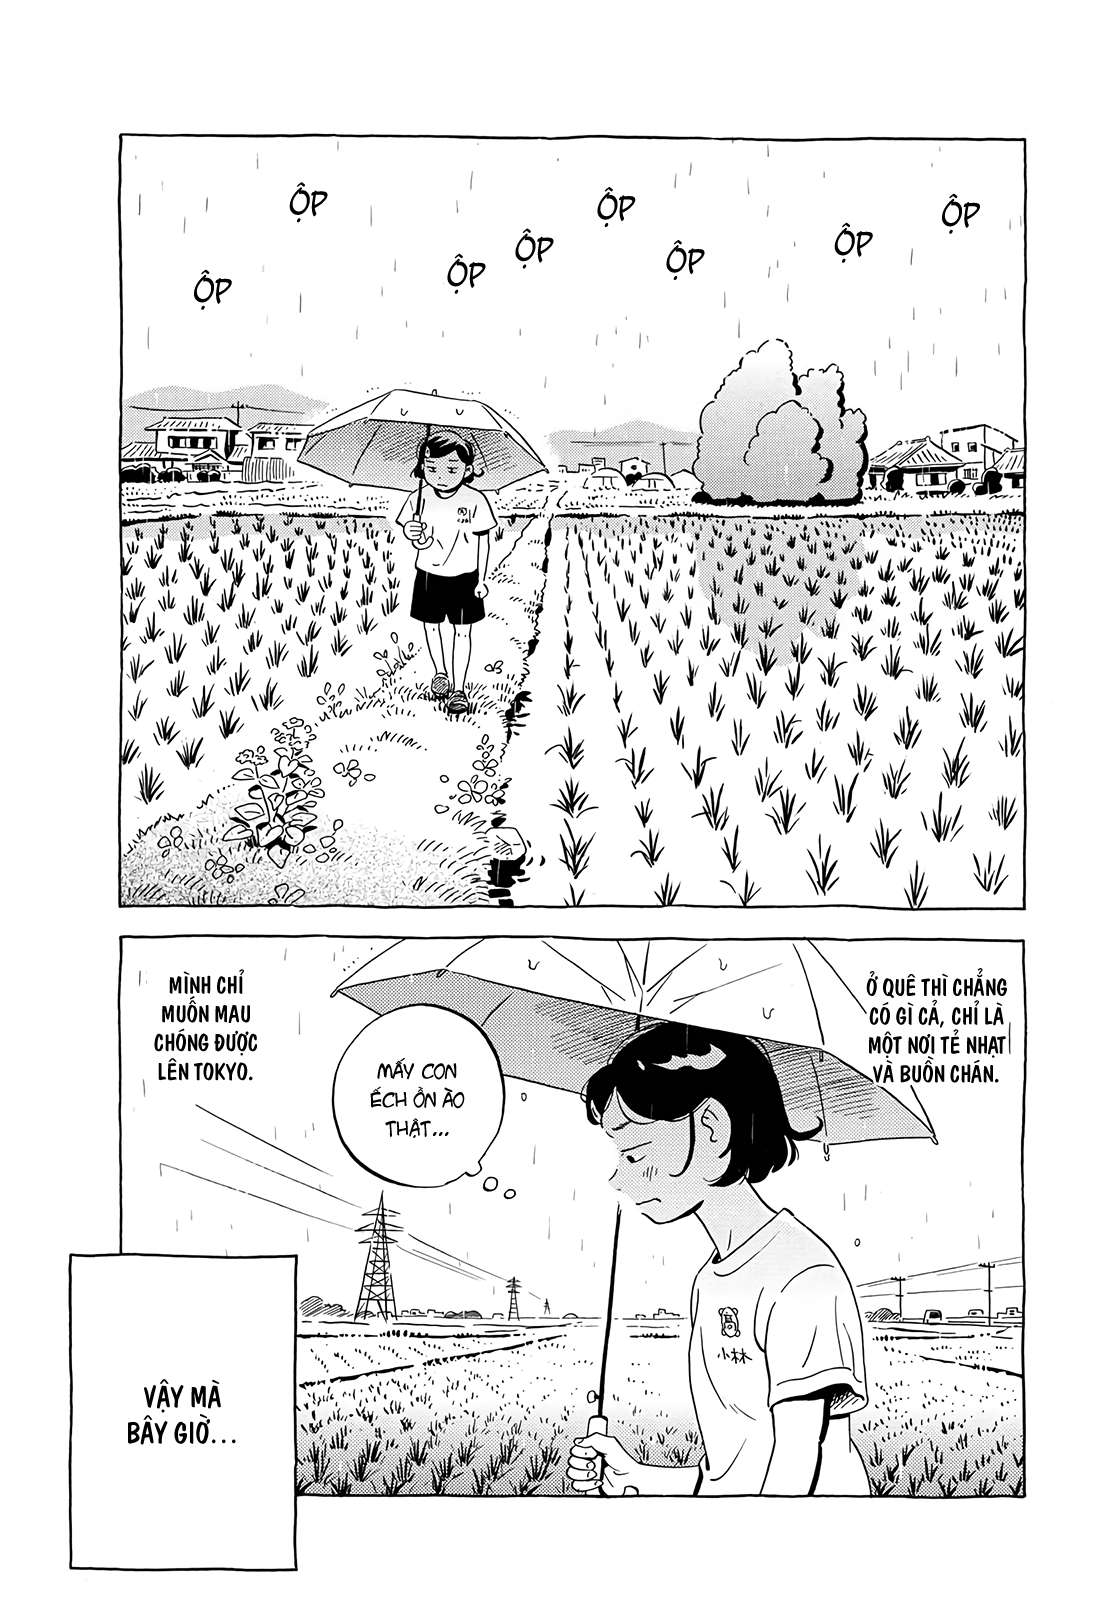 ỘP
ỘP
ỘP
ỘP
ỘP
ỘP
ỘP
ỘP
Ở QUÊ THÌ CHẲNG
CÓ GÌ CẢ, CHỈ LÀ
MỘT NƠI TẺ NHẠT
VÀ BUỒN CHÁN.
MẤY CON
ẾCH ỒN ÀO
THẬT...
MÌNH CHỈ
MUỐN MAU
CHÓNG ĐƯỢC
LÊN TOKYO.
小林
VẬY MÀ
BÂY GIỜ...